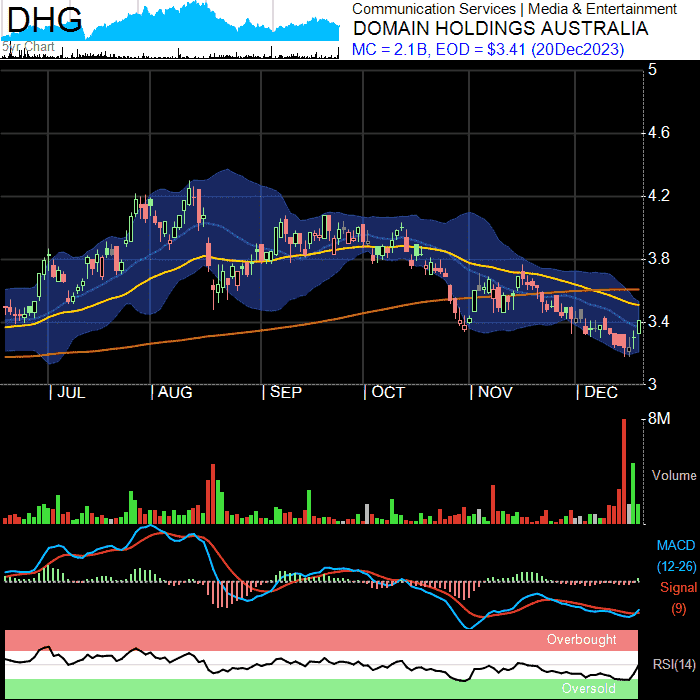 DHG
5yr Chart
Communication Services | Media & Entertainment
DOMAIN HOLDINGS AUSTRALIA
MC = 2.1B, EOD = $3.41 (20Dec2023)
5
4.6
4.2
3.8
3.4
3
| JUL | AUG | SEP | OCT | NOV | DEC
8M
Volume
MACD
(12-26)
Signal
(9)
Overbought
RSI(14)
Oversold